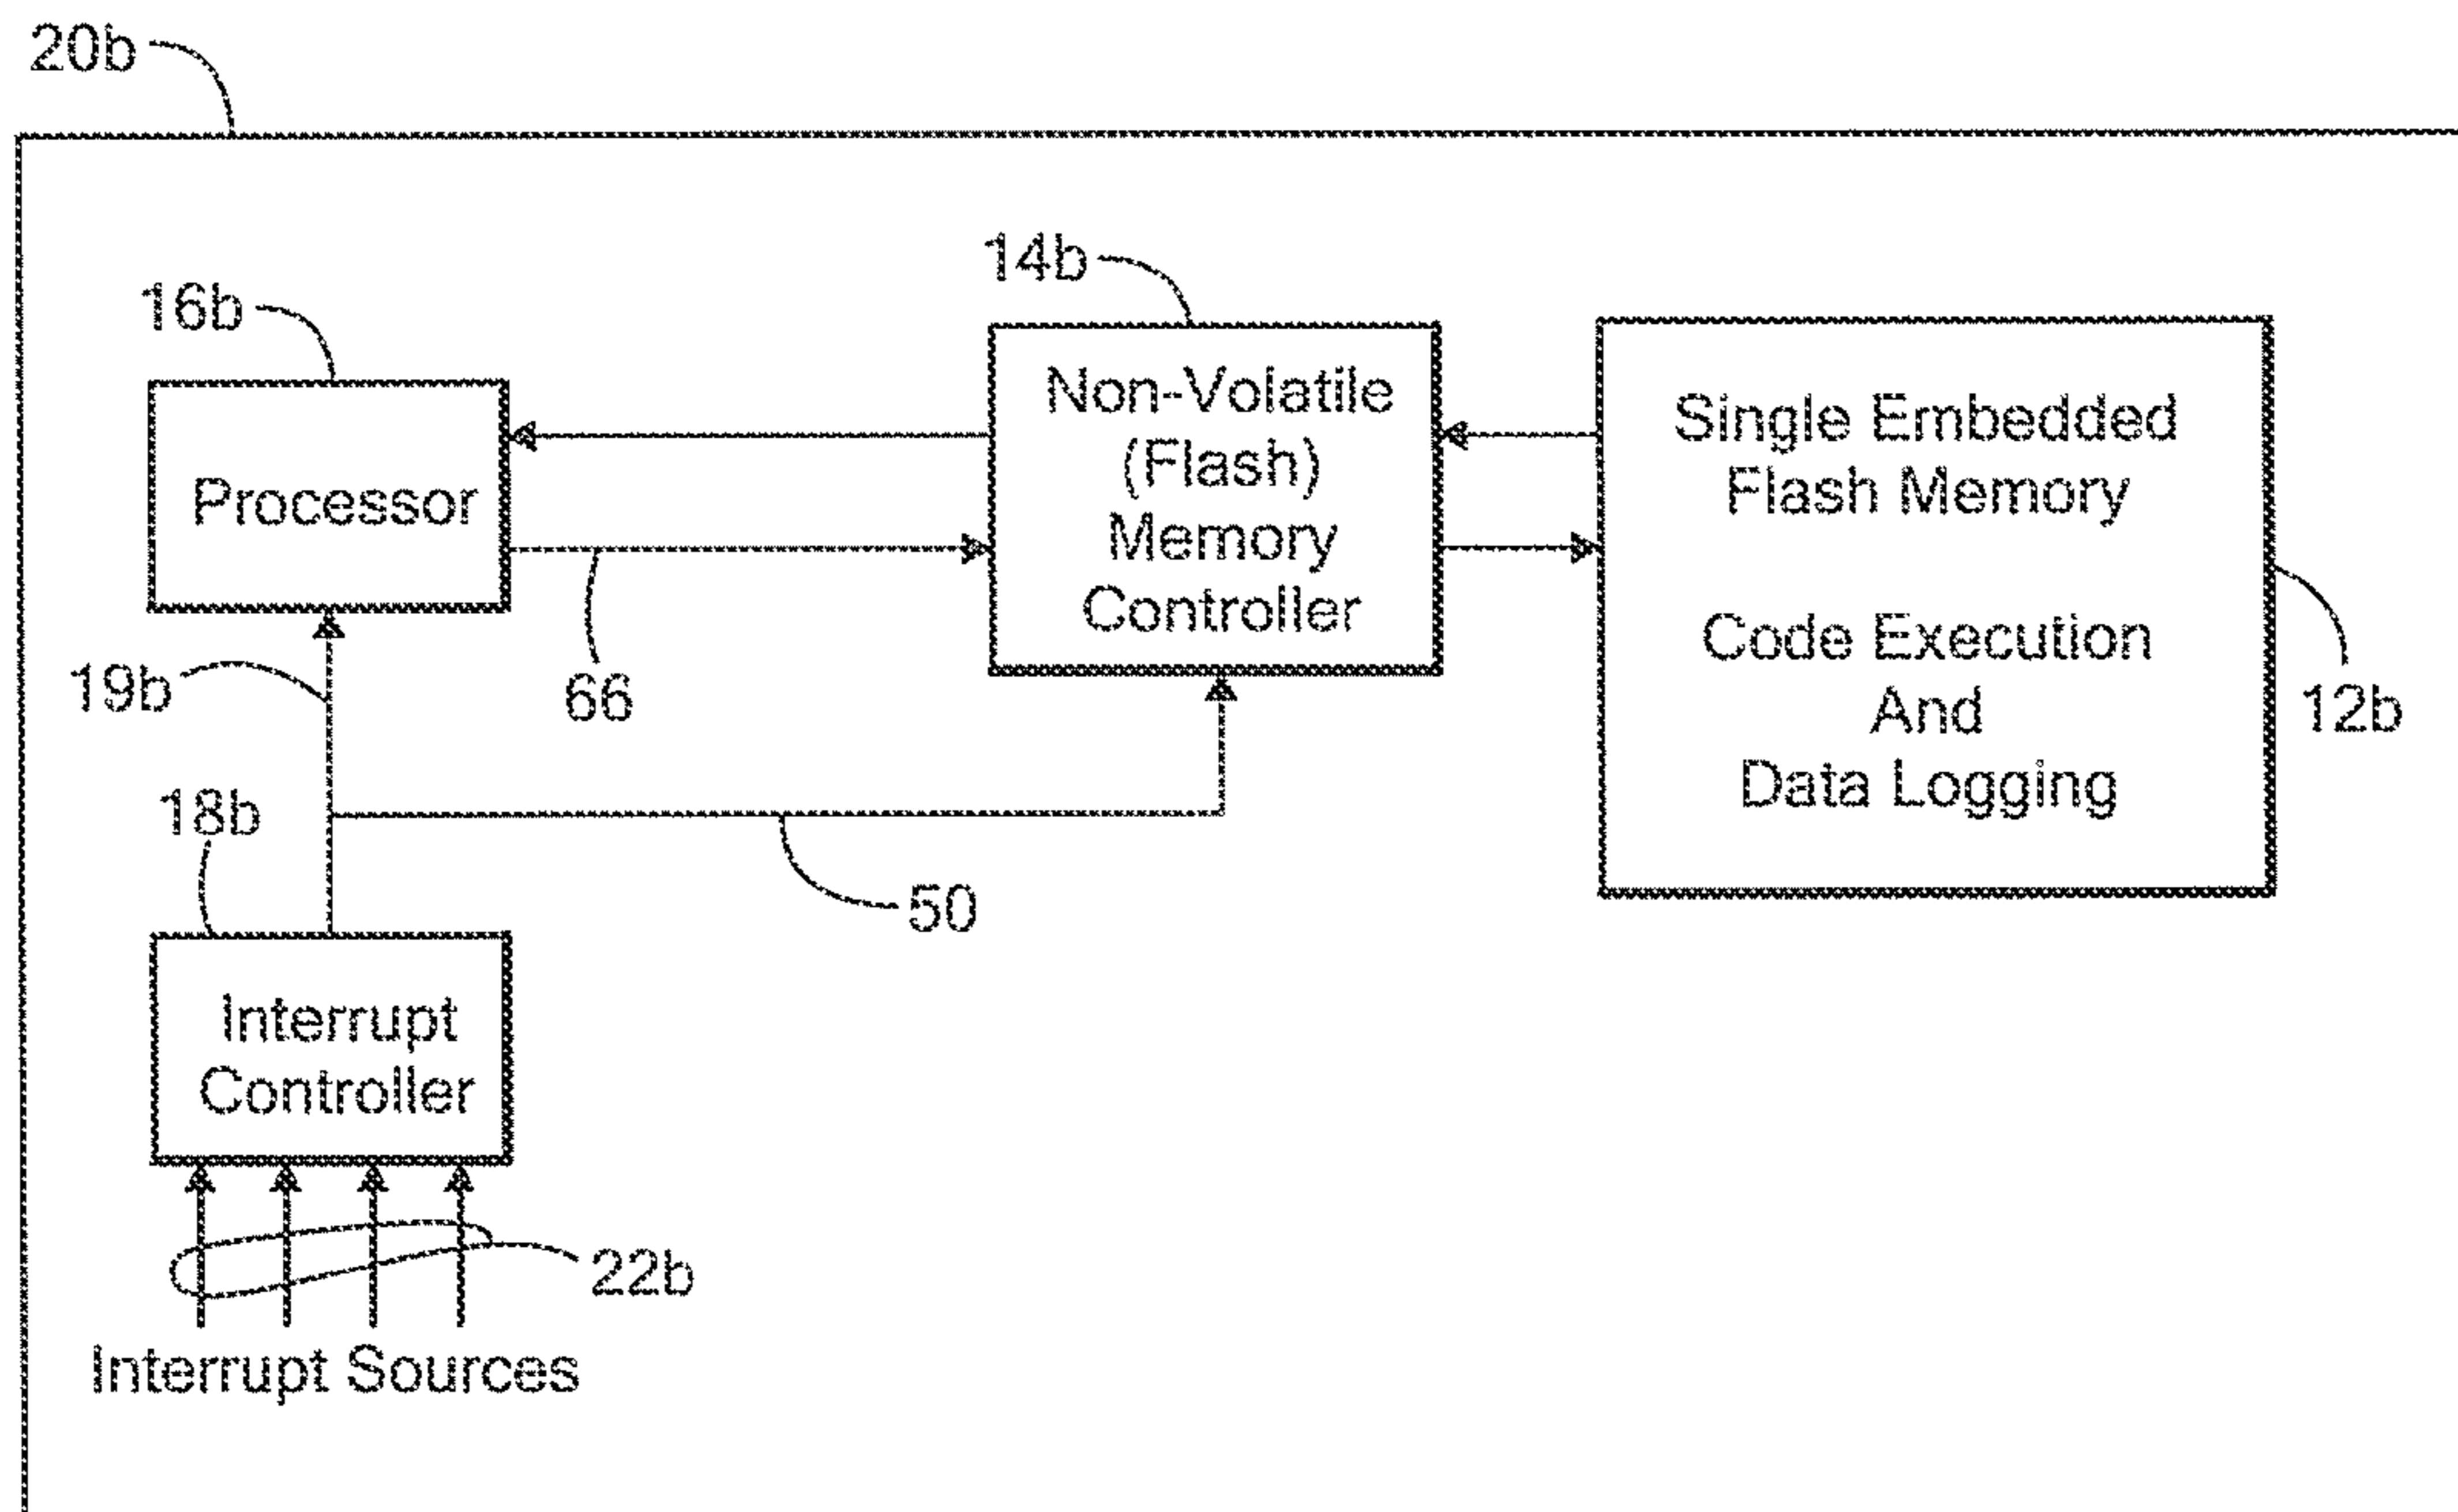 20b
14b
16b
Non-Volatile
(Flash)
Memory
Controller
Single Embedded
Flash Memory
Code Execution
And
Data Logging
Processor
19b
66
12b
18b
50
Interrupt
Controller
22b
Interrupt Sources